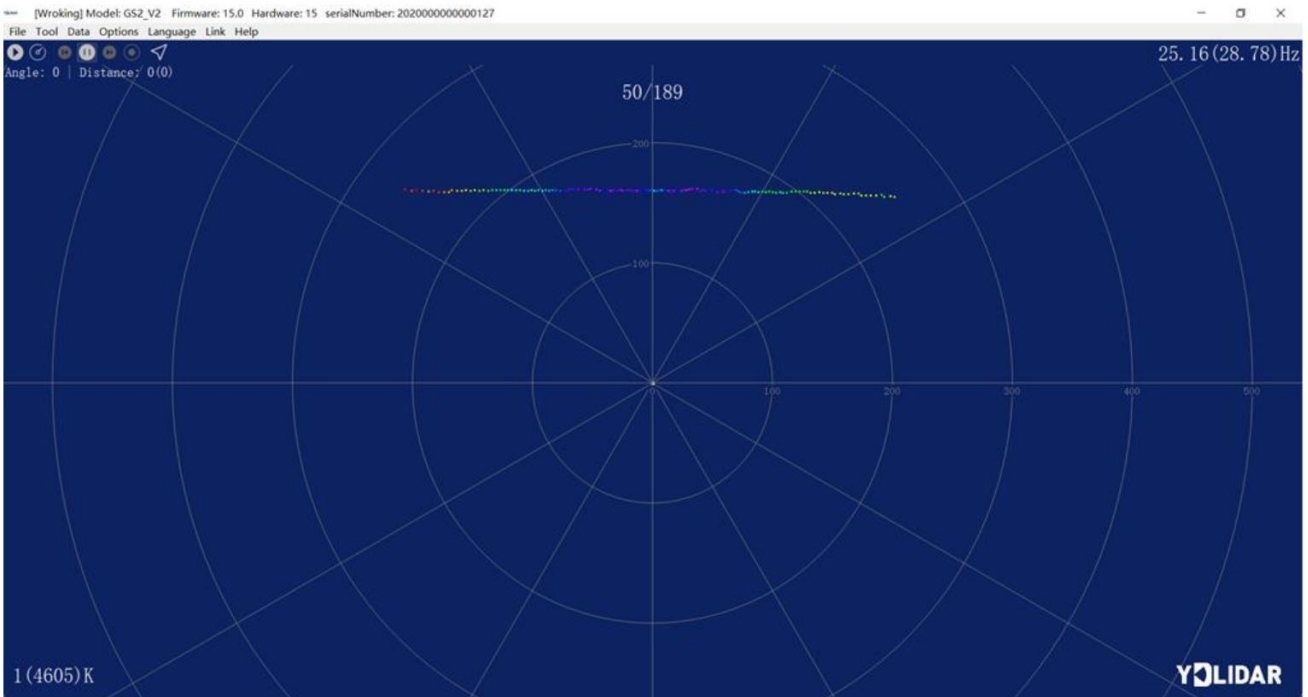 [Wroking] Model: GS2_V2 Firmware: 15.0 Hardware: 15 serialNumber: 2020000000000127
File Tool Data Options Language Link Help
25.16(28.78)Hz
Angle: 0 | Distance: 0(0)
50/189
200
100
0 100 200 300 400 500
1(4605)K
YDLIDAR